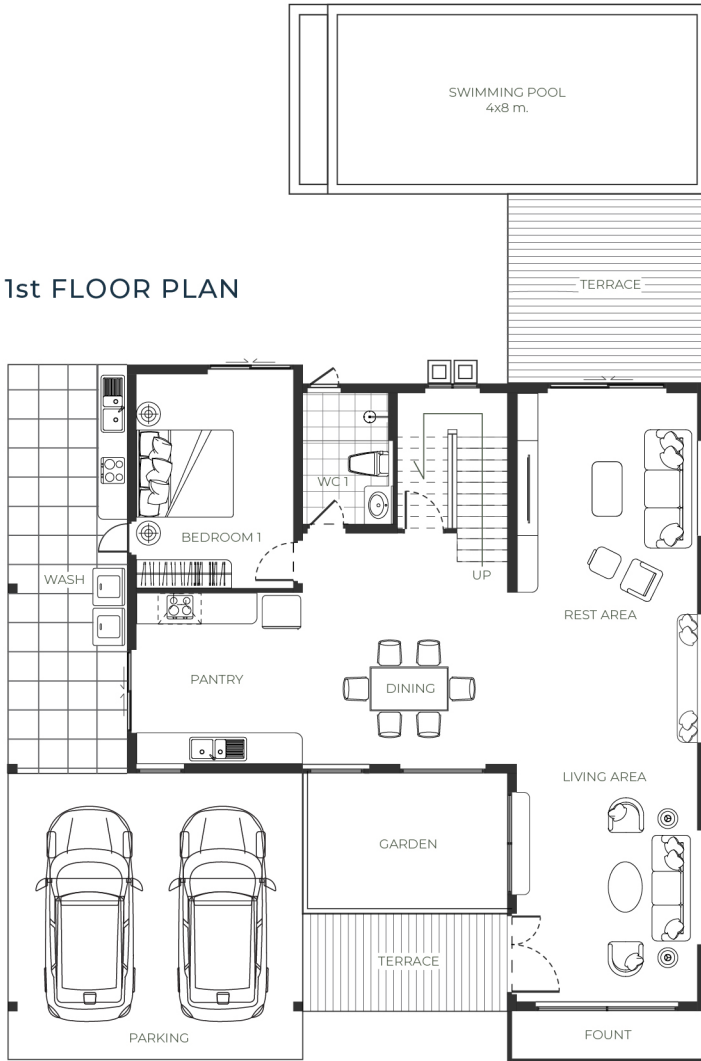 SWIMMING POOL
4x8 m.
TERRACE
1st FLOOR PLAN
WC 1
BEDROOM 1
WASH
UP
REST AREA
PANTRY
DINING
LIVING AREA
GARDEN
TERRACE
PARKING
FOUNT